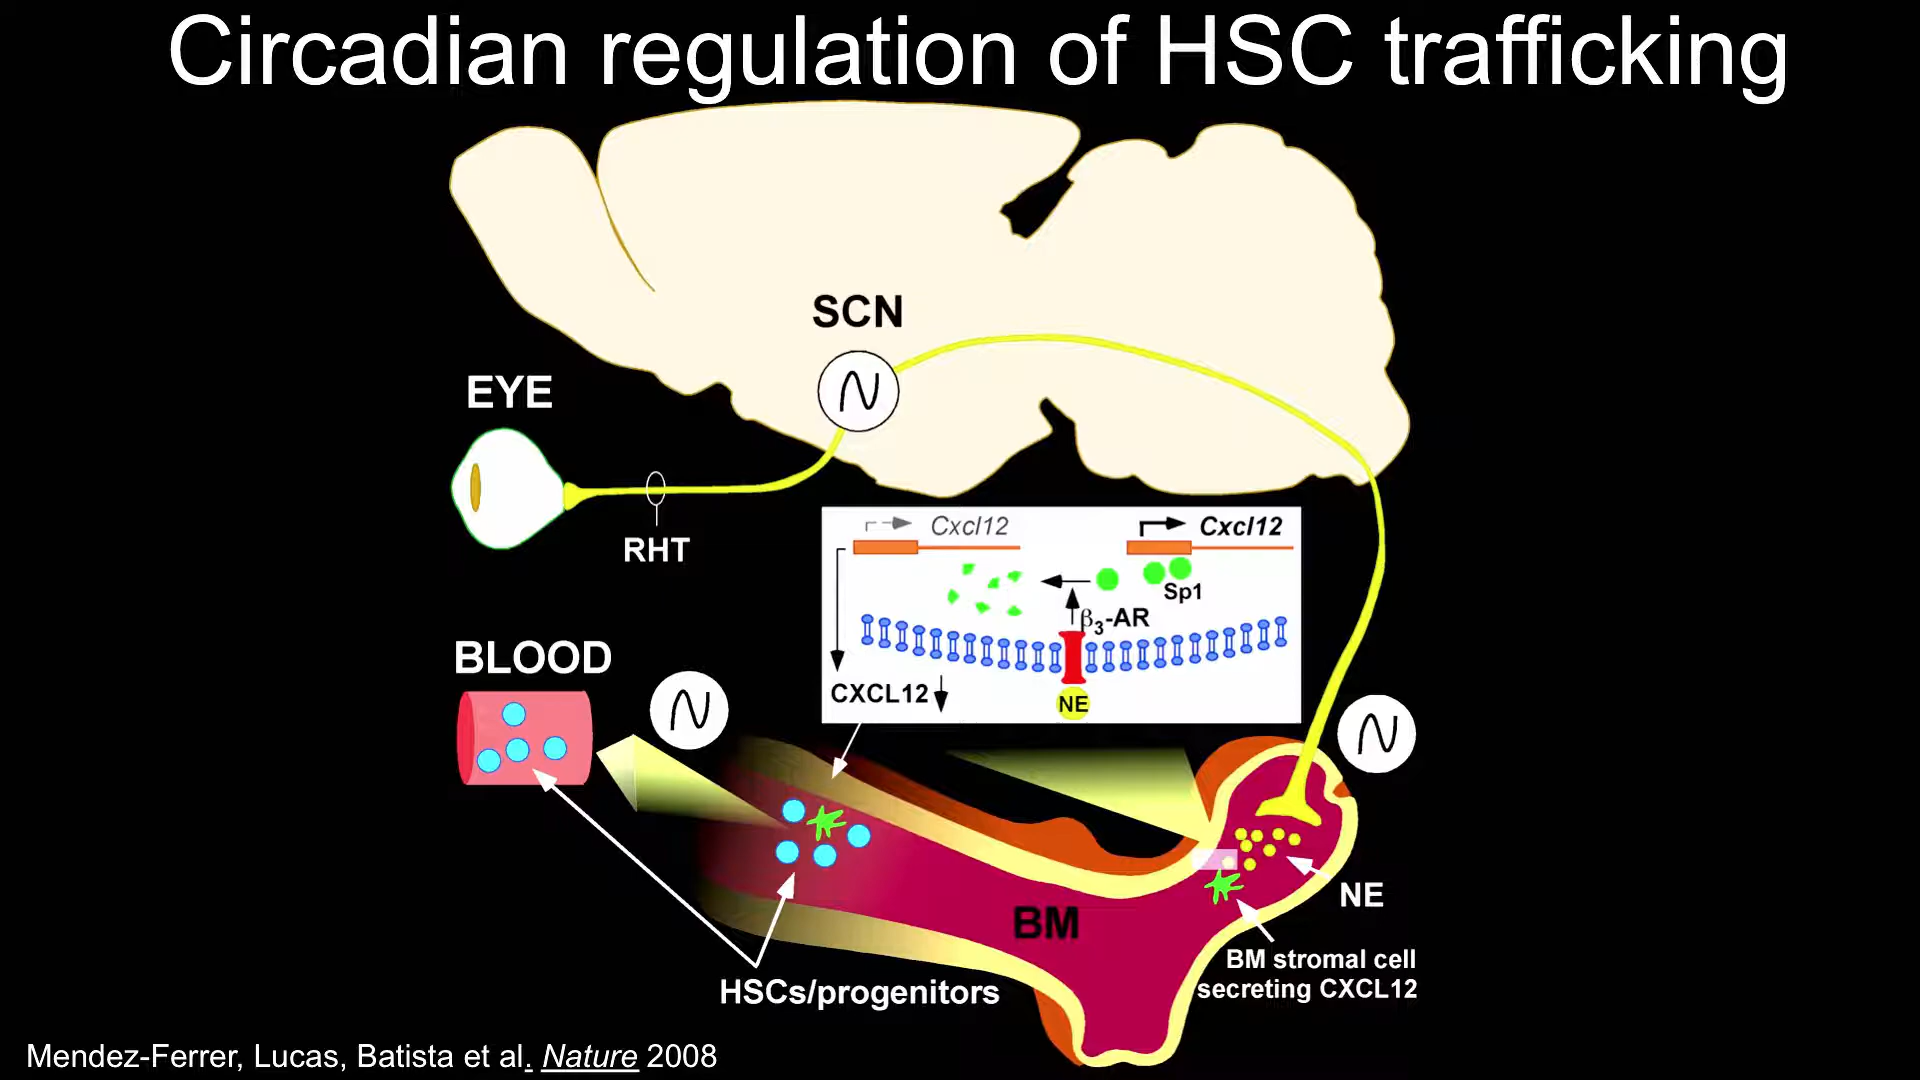 Circadian regulation of HSC trafficking
SCN
EYE
RHT
Cxcl12
Cxcl12
Sp1
β3-AR
CXCL12
NE
BLOOD
BM
NE
BM stromal cell
secreting CXCL12
HSCs/progenitors
Mendez-Ferrer, Lucas, Batista et al. Nature 2008